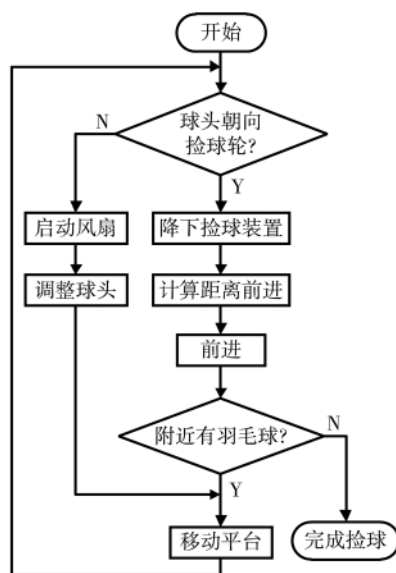 开始
球头朝向
捡球轮?
N
Y
启动风扇
降下捡球装置
调整球头
计算距离前进
前进
附近有羽毛球?
N
Y
移动平台
完成捡球